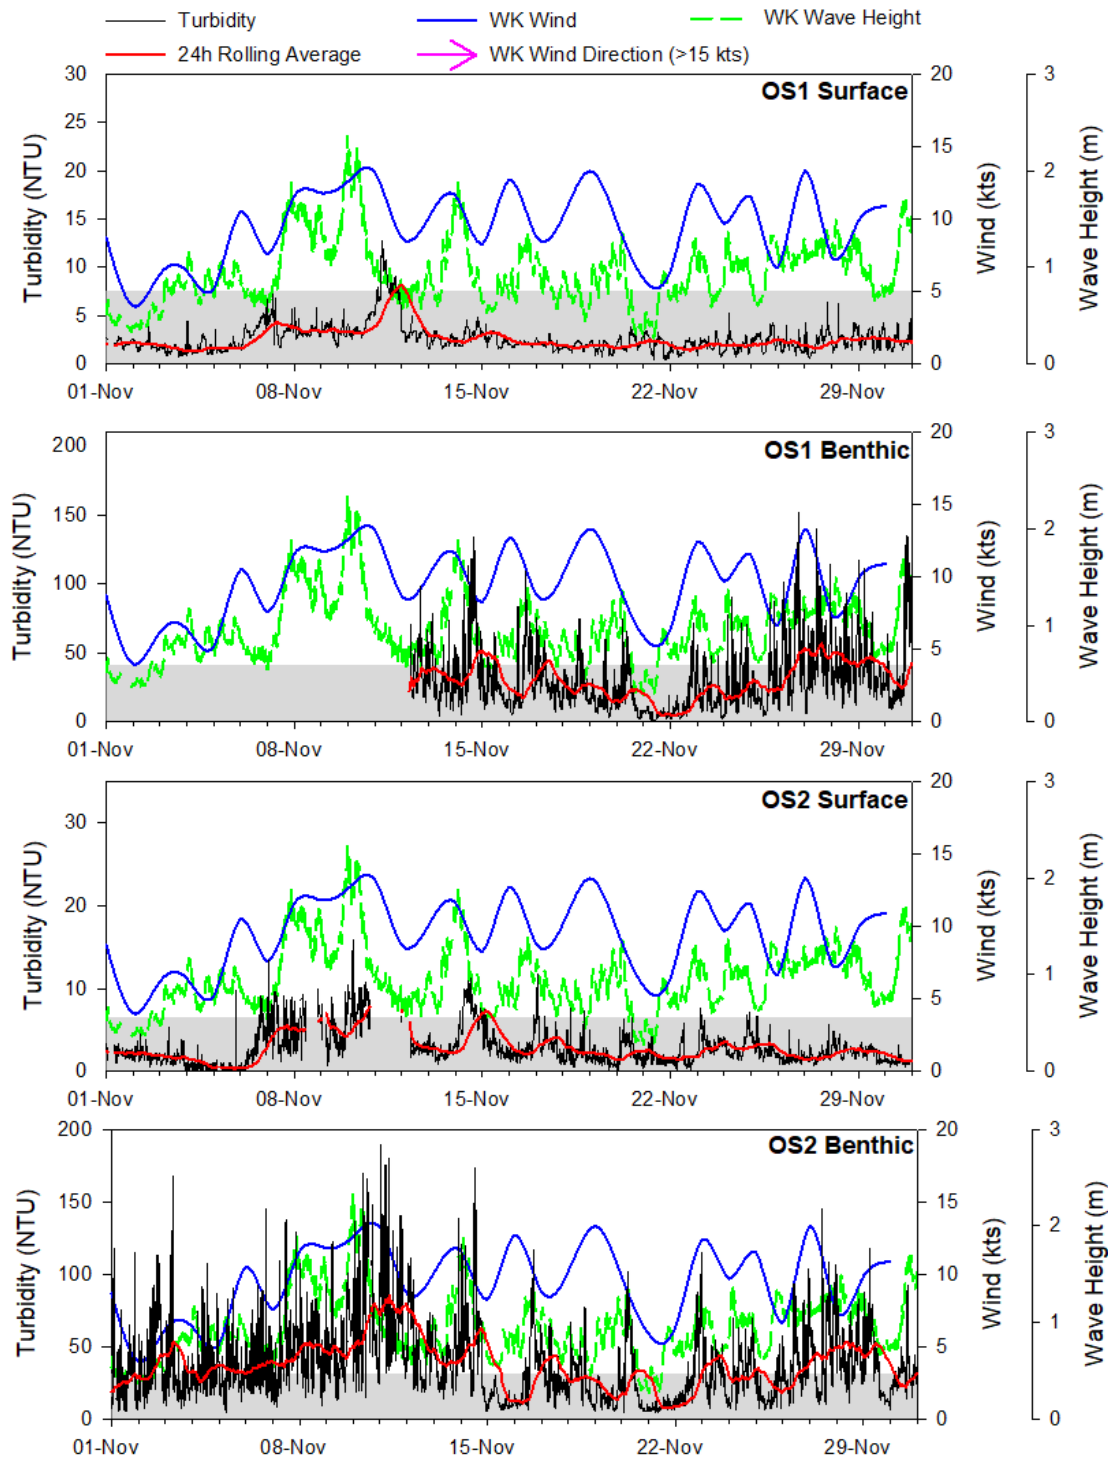 Turbidity WK Wind WK Wave Height
24h Rolling Average WK Wind Direction (>15 kts)
OS1 Surface
Turbidity (NTU)
30
25
20
15
10
5
0
20
15
10
5
0
Wind (kts)
3
2
1
0
Wave Height (m)
01-Nov 08-Nov 15-Nov 22-Nov 29-Nov
OS1 Benthic
Turbidity (NTU)
200
150
100
50
0
20
15
10
5
0
Wind (kts)
3
2
1
0
Wave Height (m)
01-Nov 08-Nov 15-Nov 22-Nov 29-Nov
OS2 Surface
Turbidity (NTU)
30
20
10
0
20
15
10
5
0
Wind (kts)
3
2
1
0
Wave Height (m)
01-Nov 08-Nov 15-Nov 22-Nov 29-Nov
OS2 Benthic
Turbidity (NTU)
200
150
100
50
0
20
15
10
5
0
Wind (kts)
3
2
1
0
Wave Height (m)
01-Nov 08-Nov 15-Nov 22-Nov 29-Nov